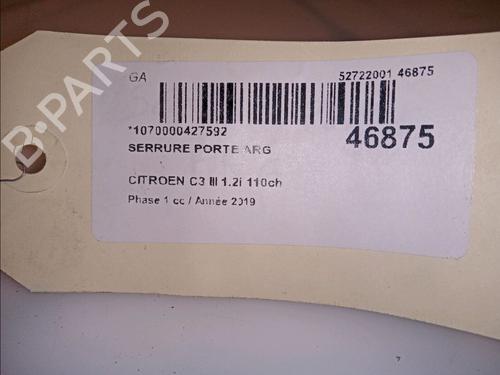 B-PARTS
GA
52722001 46875
*1070000427592
46875
SERRURE PORTE ARG
CITROEN C3 III 1.2i 110ch
Phase 1 cc / Année 2019